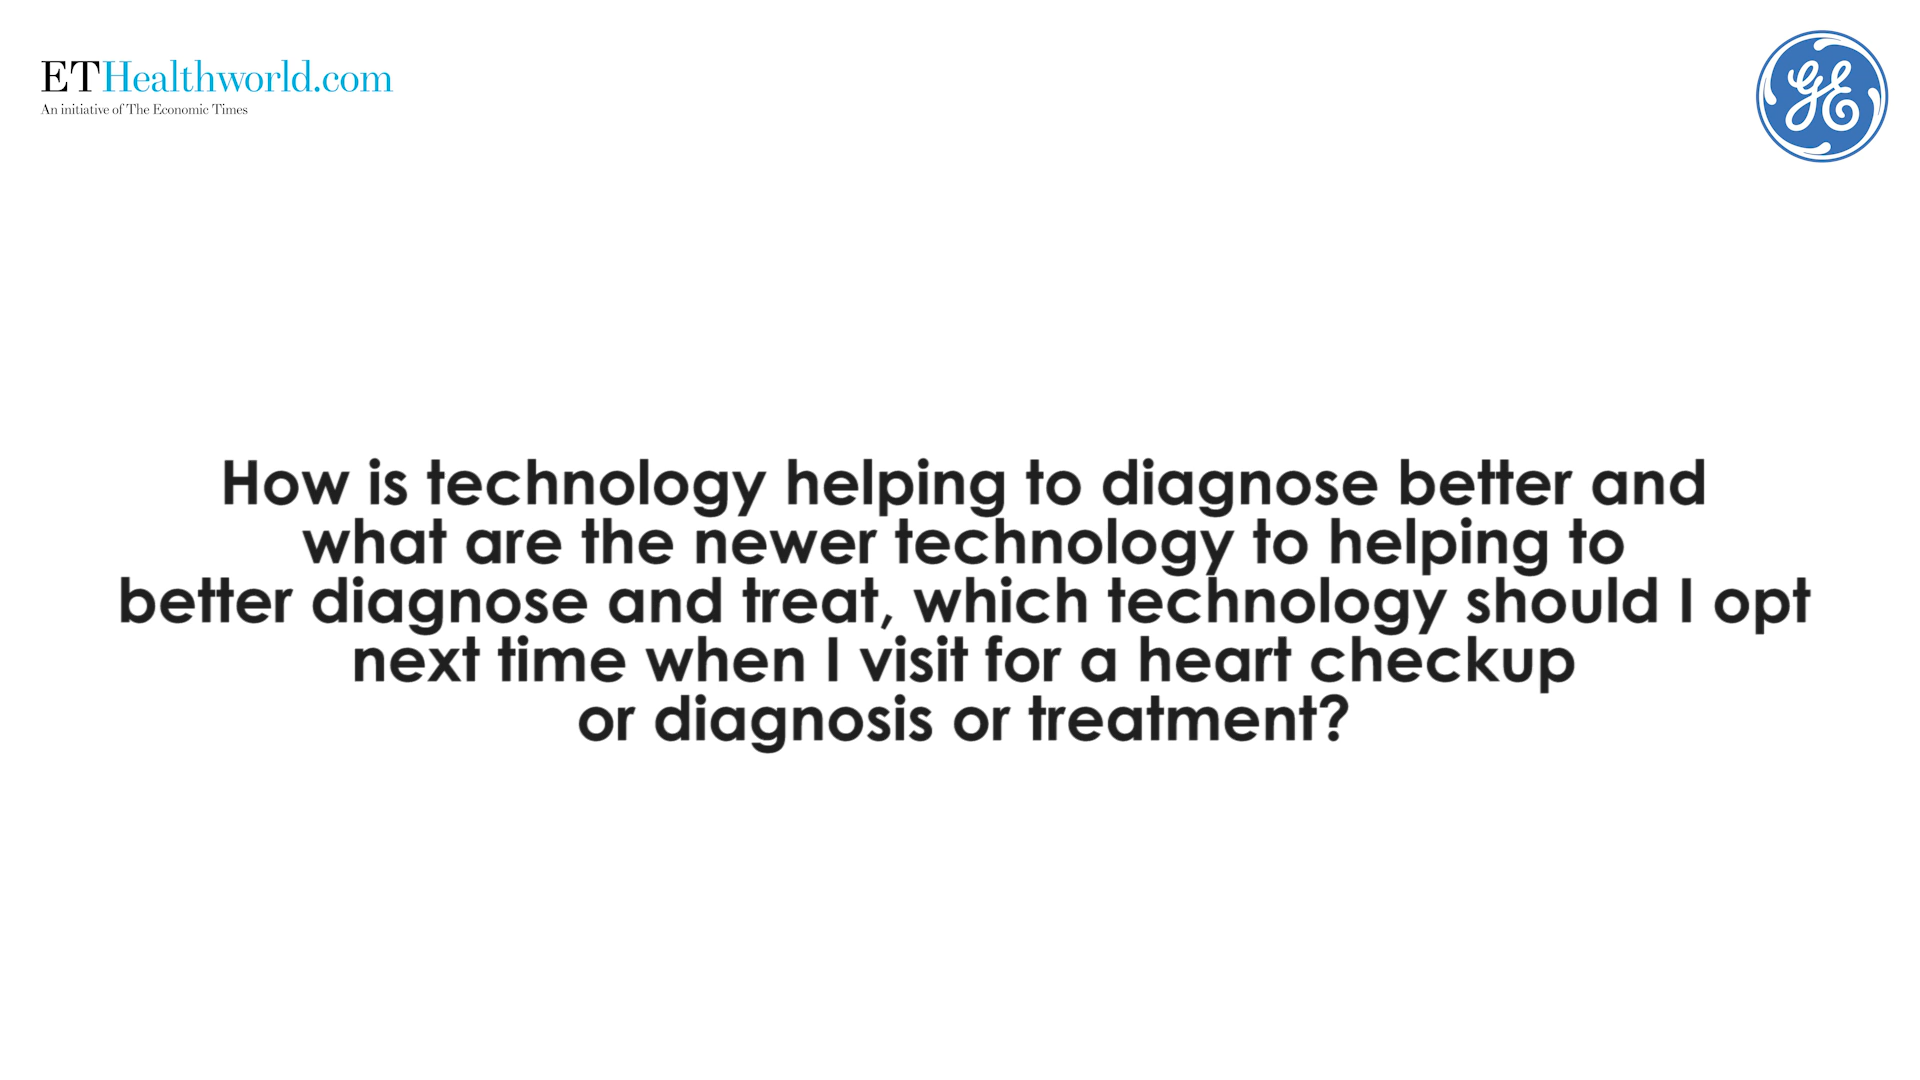 ETHealthworld.com
An initiative of The Economic Times
GE
How is technology helping to diagnose better and
what are the newer technology to helping to
better diagnose and treat, which technology should I opt
next time when I visit for a heart checkup
or diagnosis or treatment?